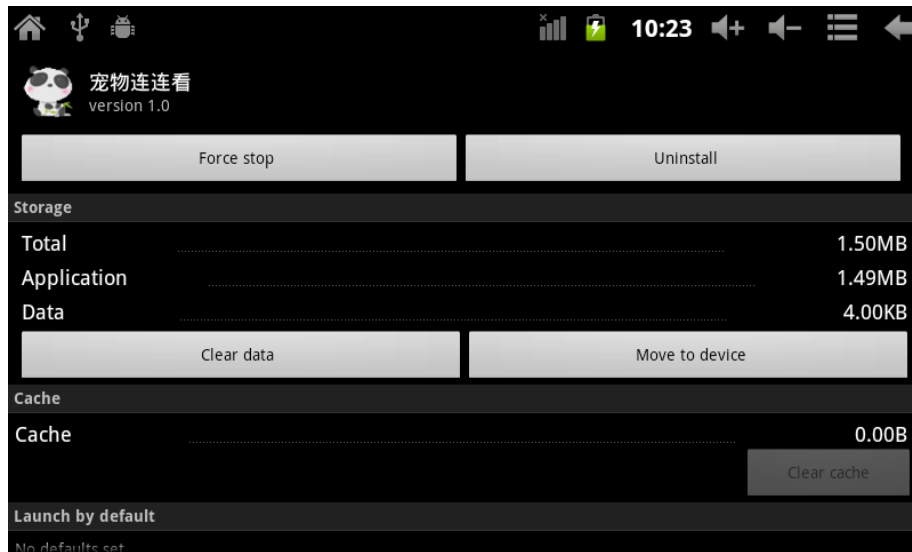 10:23
宠物连连看
version 1.0
Force stop Uninstall
Storage
Total 1.50MB
Application 1.49MB
Data 4.00KB
Clear data Move to device
Cache
Cache 0.00B
Clear cache
Launch by default
No defaults set